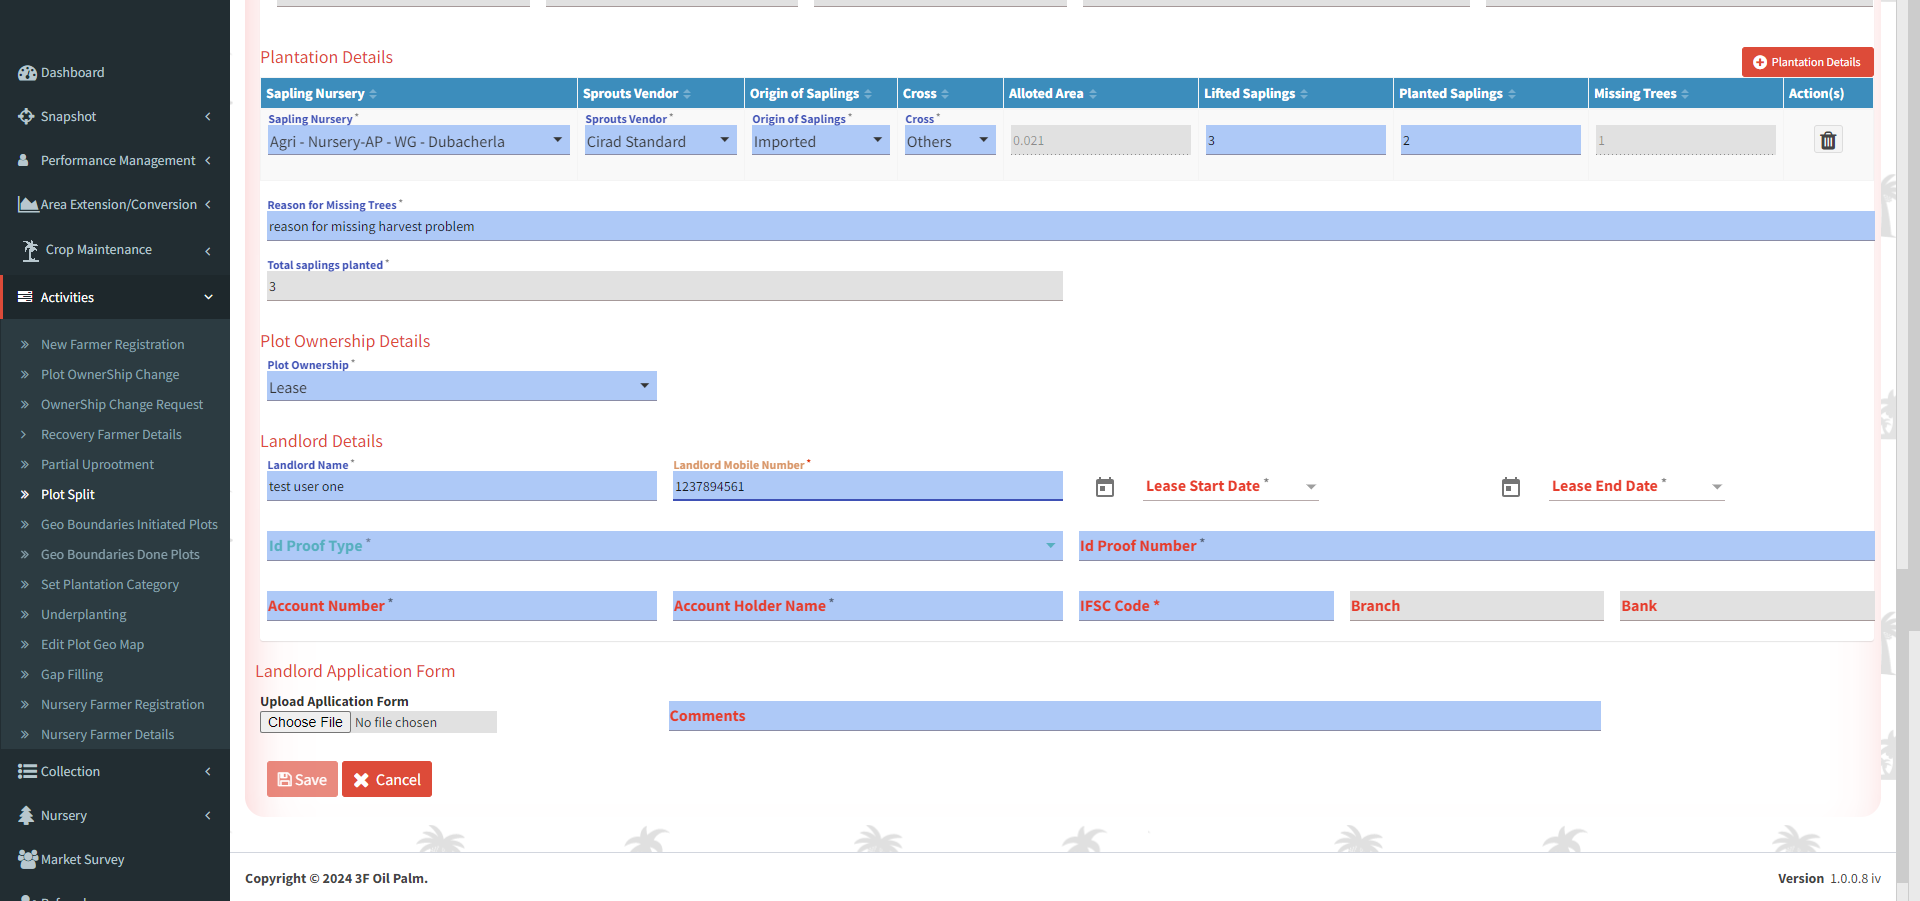 Dashboard
Snapshot
Performance Management
Area Extension/Conversion
Crop Maintenance
Activities
New Farmer Registration
Plot OwnerShip Change
OwnerShip Change Request
Recovery Farmer Details
Partial Uprootment
Plot Split
Geo Boundaries Initiated Plots
Geo Boundaries Done Plots
Set Plantation Category
Underplanting
Edit Plot Geo Map
Gap Filling
Nursery Farmer Registration
Nursery Farmer Details
Collection
Nursery
Market Survey
Plantation Details
Plantation Details
Sapling Nursery Sprouts Vendor Origin of Saplings Cross Alloted Area Lifted Saplings Planted Saplings Missing Trees Action(s)
Sapling Nursery * Sprouts Vendor * Origin of Saplings * Cross *
Agri - Nursery-AP - WG - Dubacherla Cirad Standard Imported Others 0.021 3 2 1
Reason for Missing Trees *
reason for missing harvest problem
Total saplings planted *
3
Plot Ownership Details
Plot Ownership *
Lease
Landlord Details
Landlord Name * Landlord Mobile Number *
test user one 1237894561 Lease Start Date * Lease End Date *
Id Proof Type * Id Proof Number *
Account Number * Account Holder Name * IFSC Code * Branch Bank
Landlord Application Form
Upload Apllication Form
Choose File No file chosen
Comments
Save Cancel
Copyright © 2024 3F Oil Palm.
Version 1.0.0.8 iv